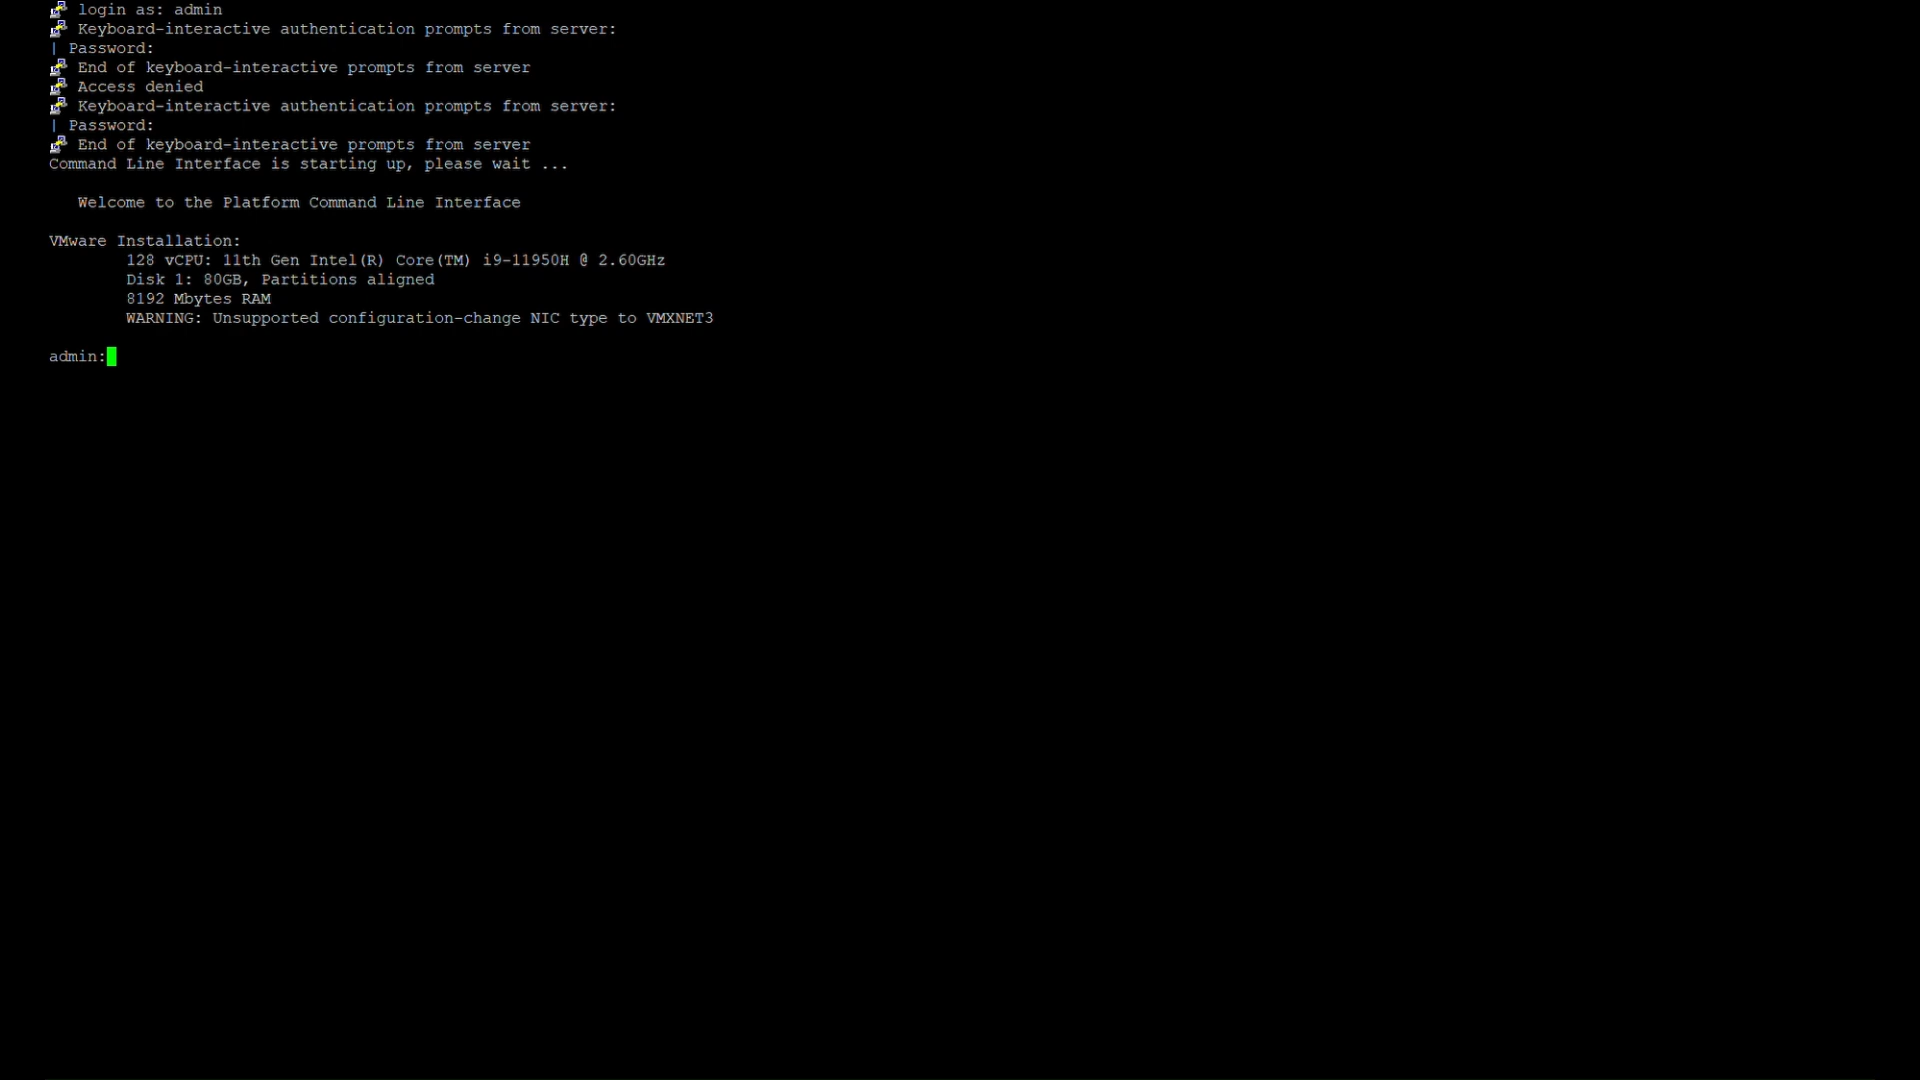 login as: admin
Keyboard-interactive authentication prompts from server:
| Password:
End of keyboard-interactive prompts from server
Access denied
Keyboard-interactive authentication prompts from server:
| Password:
End of keyboard-interactive prompts from server
Command Line Interface is starting up, please wait ...
Welcome to the Platform Command Line Interface
VMware Installation:
128 vCPU: 11th Gen Intel(R) Core(TM) i9-11950H @ 2.60GHz
Disk 1: 80GB, Partitions aligned
8192 Mbytes RAM
WARNING: Unsupported configuration-change NIC type to VMXNET3
admin: